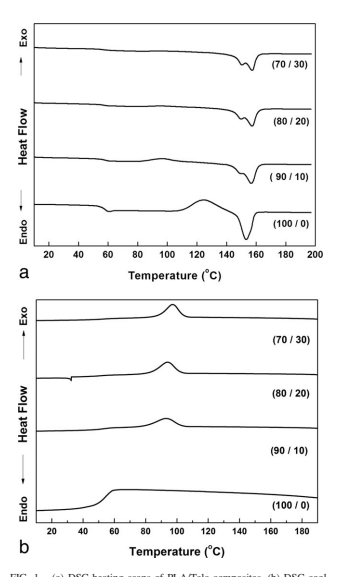 Exo
Heat Flow
Endo
(70 / 30)
(80 / 20)
( 90 / 10)
(100 / 0)
20 40 60 80 100 120 140 160 180 200
a
Temperature (°C)
Exo
Heat Flow
Endo
(70 / 30)
(80 / 20)
(90 / 10)
(100 / 0)
20 40 60 80 100 120 140 160 180
b
Temperature (°C)
FIG. 1. (a) DSC heating scans of PLA/Talc composites. (b) DSC cool